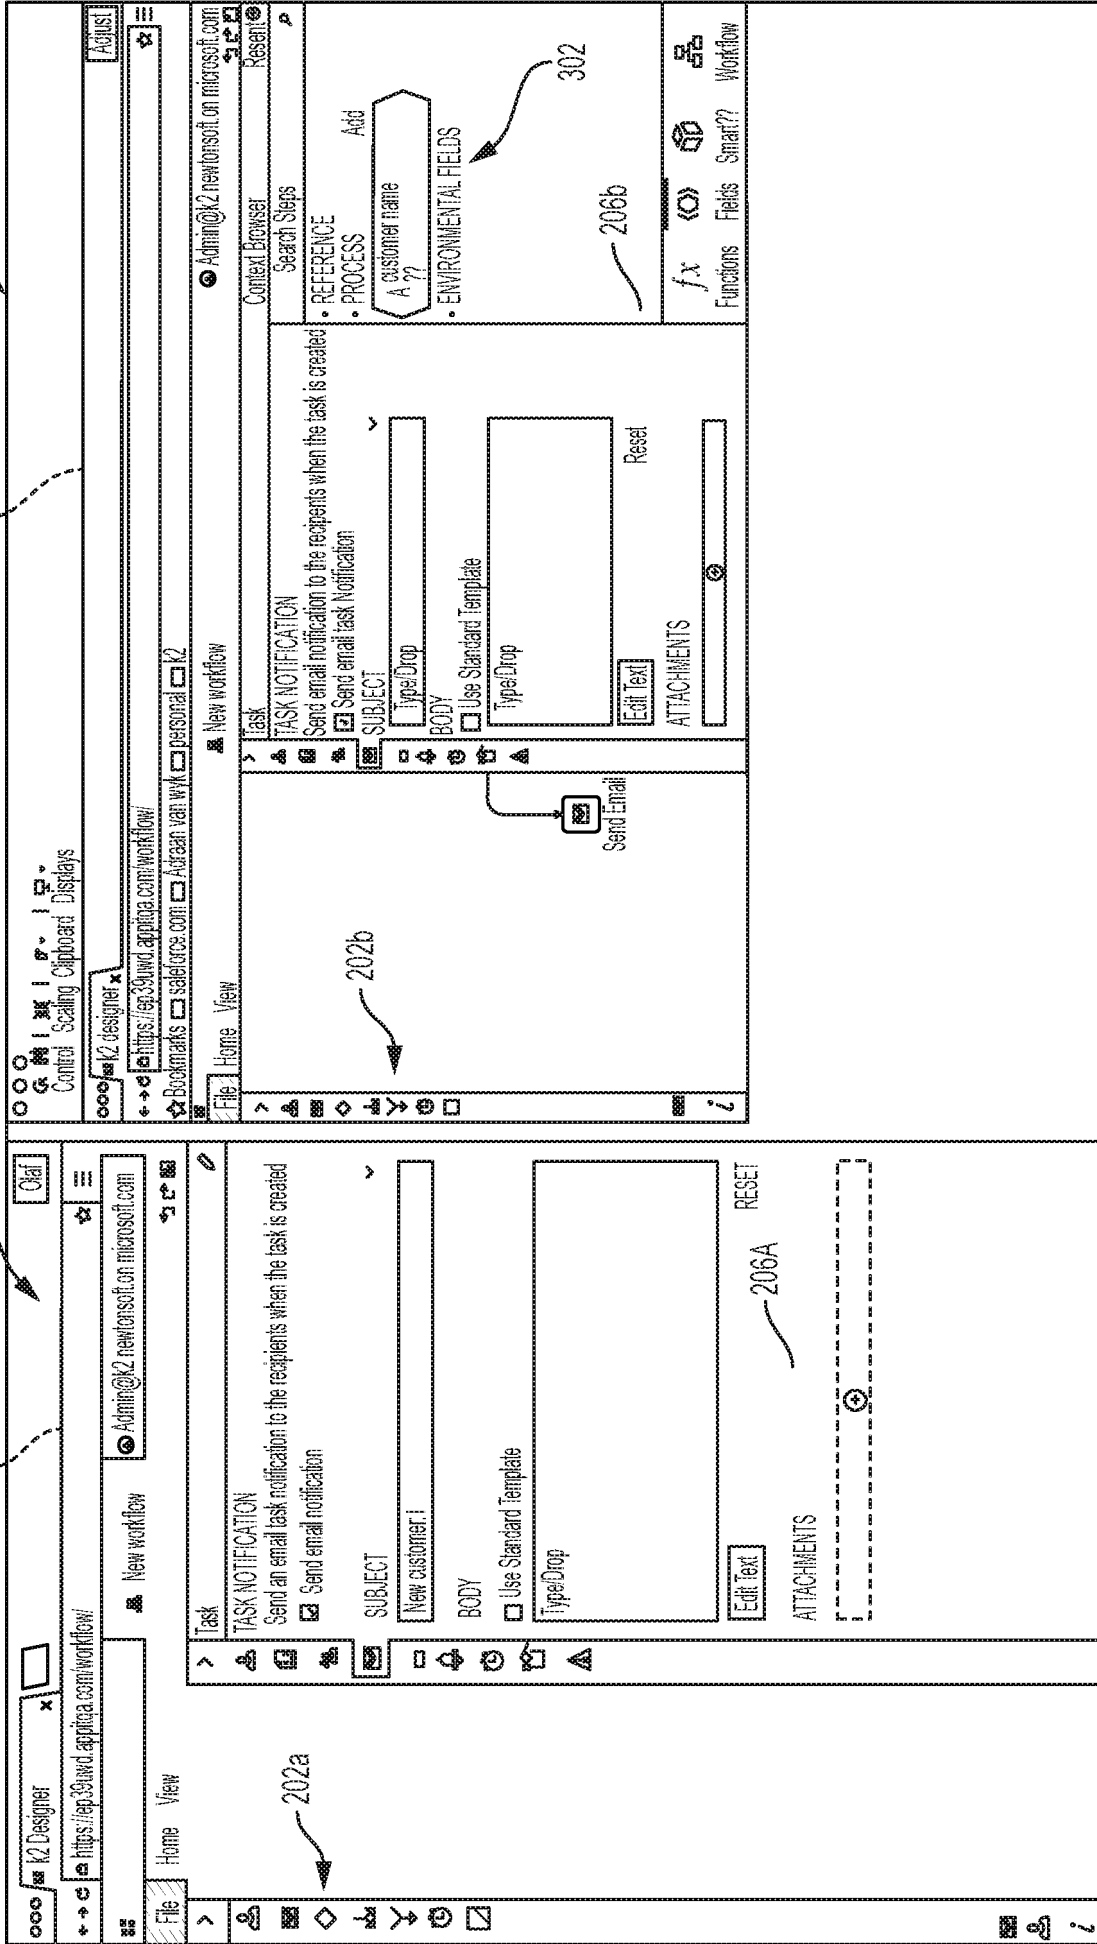 K2 Designer
Olaf
https://ep39uwd.appitqa.com/workflow/
New workflow
Admin@k2 newtonsoft.on microsoft.com
File Home View
Task
TASK NOTIFICATION
Send an email task notification to the recipients when the task is created
Send email notification
SUBJECT
New customer. I
BODY
Use Standard Template
Type/Drop
Edit Text
RESET
ATTACHMENTS
202a
206A
Control Scaling Clipboard Displays
K2 designer x
Adjust
https://ep39uwd.appitqa.com/workflow/
Bookmarks saleforce.com Adraan van wyk personal K2
New workflow
Admin@k2 newtonsoft.on microsoft.com
File Home View
Task
Context Browser
Resent
TASK NOTIFICATION
Send email notification to the recipients when the task is created
Send email task Notification
SUBJECT
Type/Drop
BODY
Use Standard Template
Type/Drop
Edit Text
Reset
ATTACHMENTS
Send Email
202b
Search Steps
• REFERENCE
• PROCESS
Add
A customer name
??
• ENVIRONMENTAL FIELDS
302
206b
fx
Functions Fields Smart?? Workflow